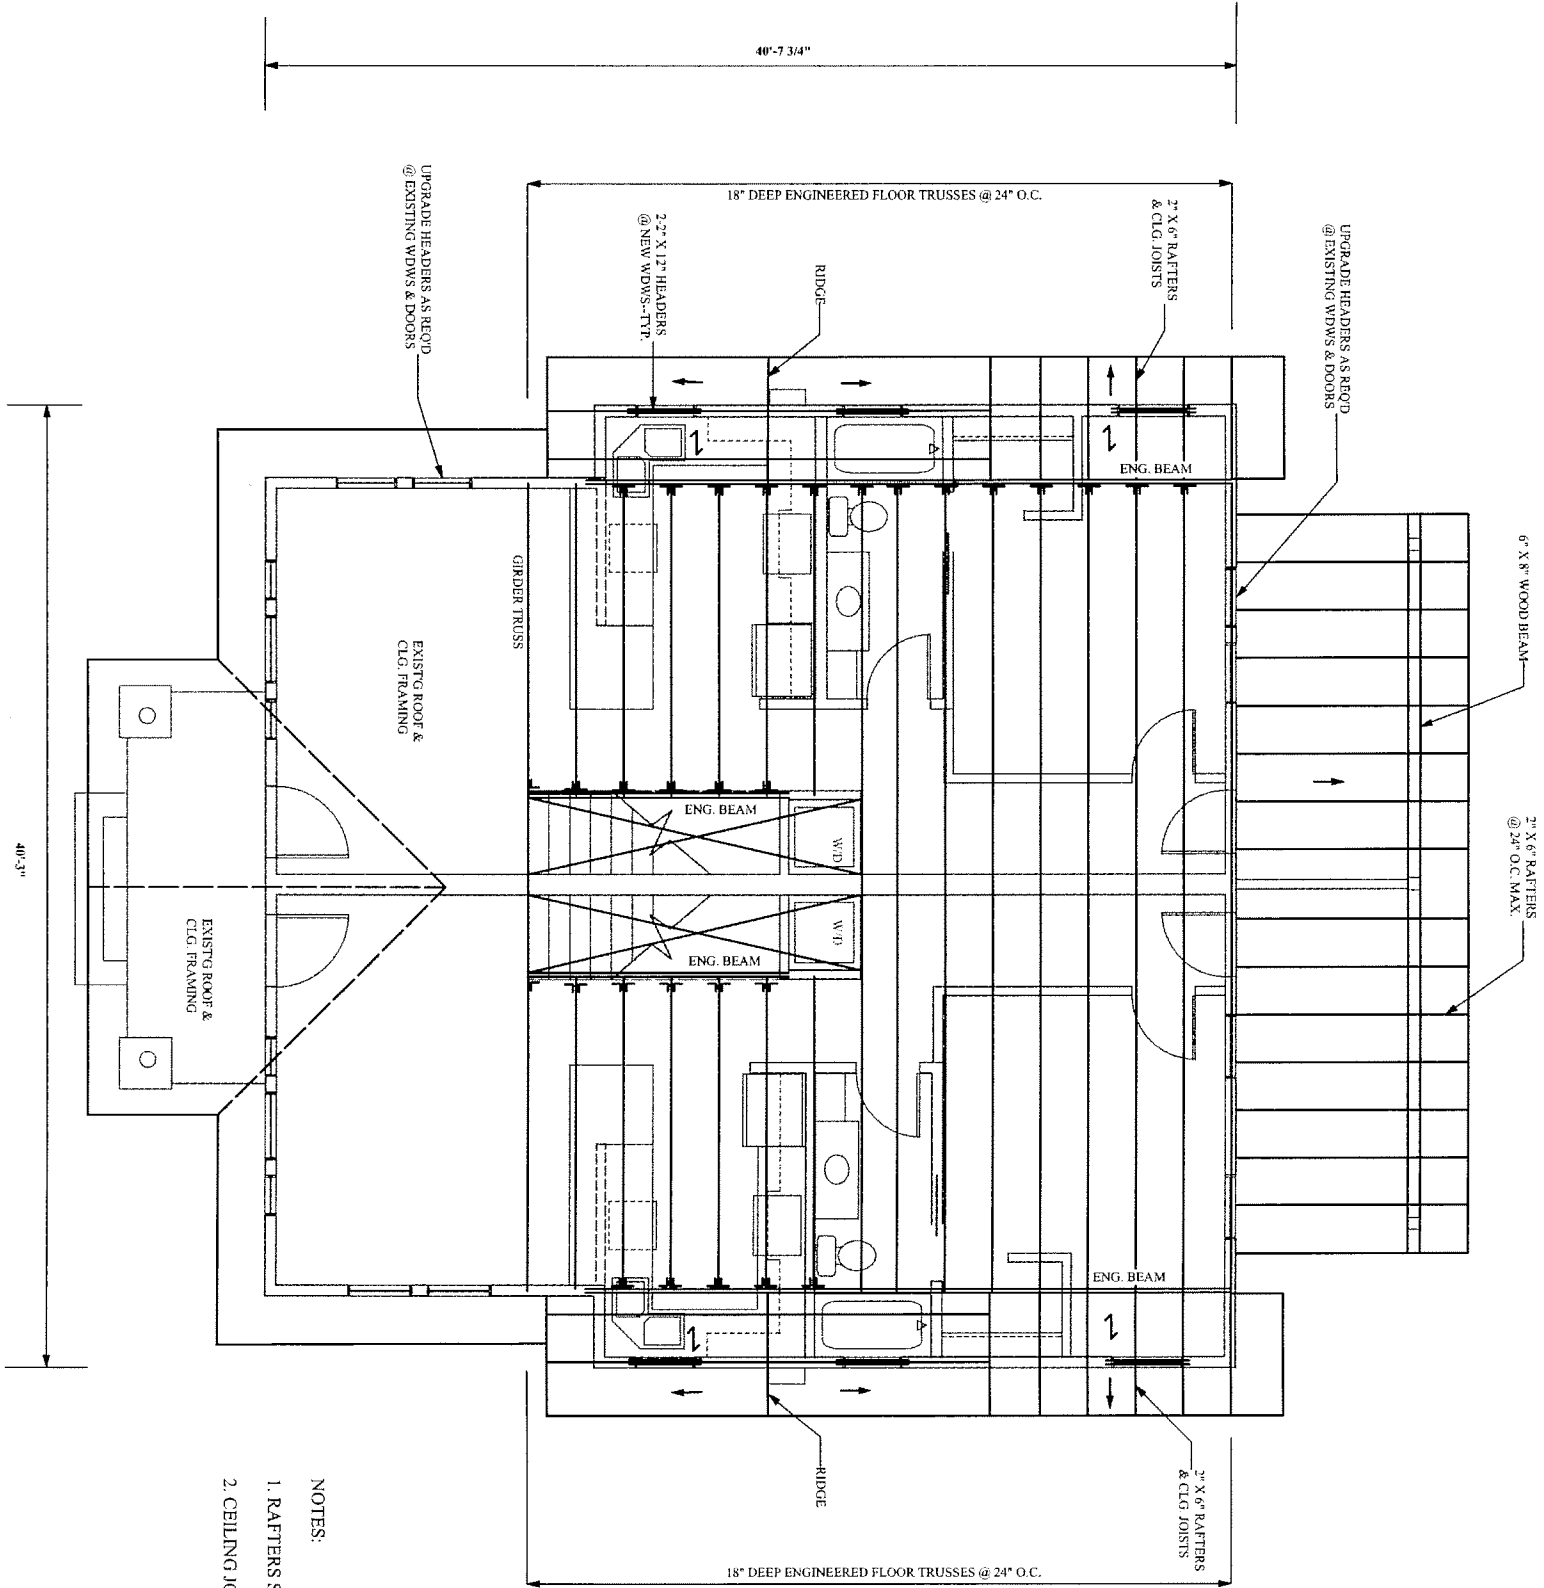 40'-7 3/4"
18" DEEP ENGINEERED FLOOR TRUSSES @ 24" O.C.
UPGRADE HEADERS AS REQ'D
@ EXISTING WDWS & DOORS
2-2" X 12" HEADERS
@ NEW WDWS--TYP.
RIDGE
2" X 6" RAFTERS
& CLG. JOISTS
UPGRADE HEADERS AS REQ'D
@ EXISTING WDWS & DOORS
ENG. BEAM
6" X 8" WOOD BEAM
GIRDER TRUSS
EXIST'G ROOF &
CLG. FRAMING
ENG. BEAM
W/D
2" X 6" RAFTERS
@ 24" O.C. MAX.
40'-3"
EXIST'G ROOF &
CLG. FRAMING
W/D
ENG. BEAM
ENG. BEAM
RIDGE
2" X 6" RAFTERS
& CLG. JOISTS
18" DEEP ENGINEERED FLOOR TRUSSES @ 24" O.C.
NOTES:
1. RAFTERS
2. CEILING